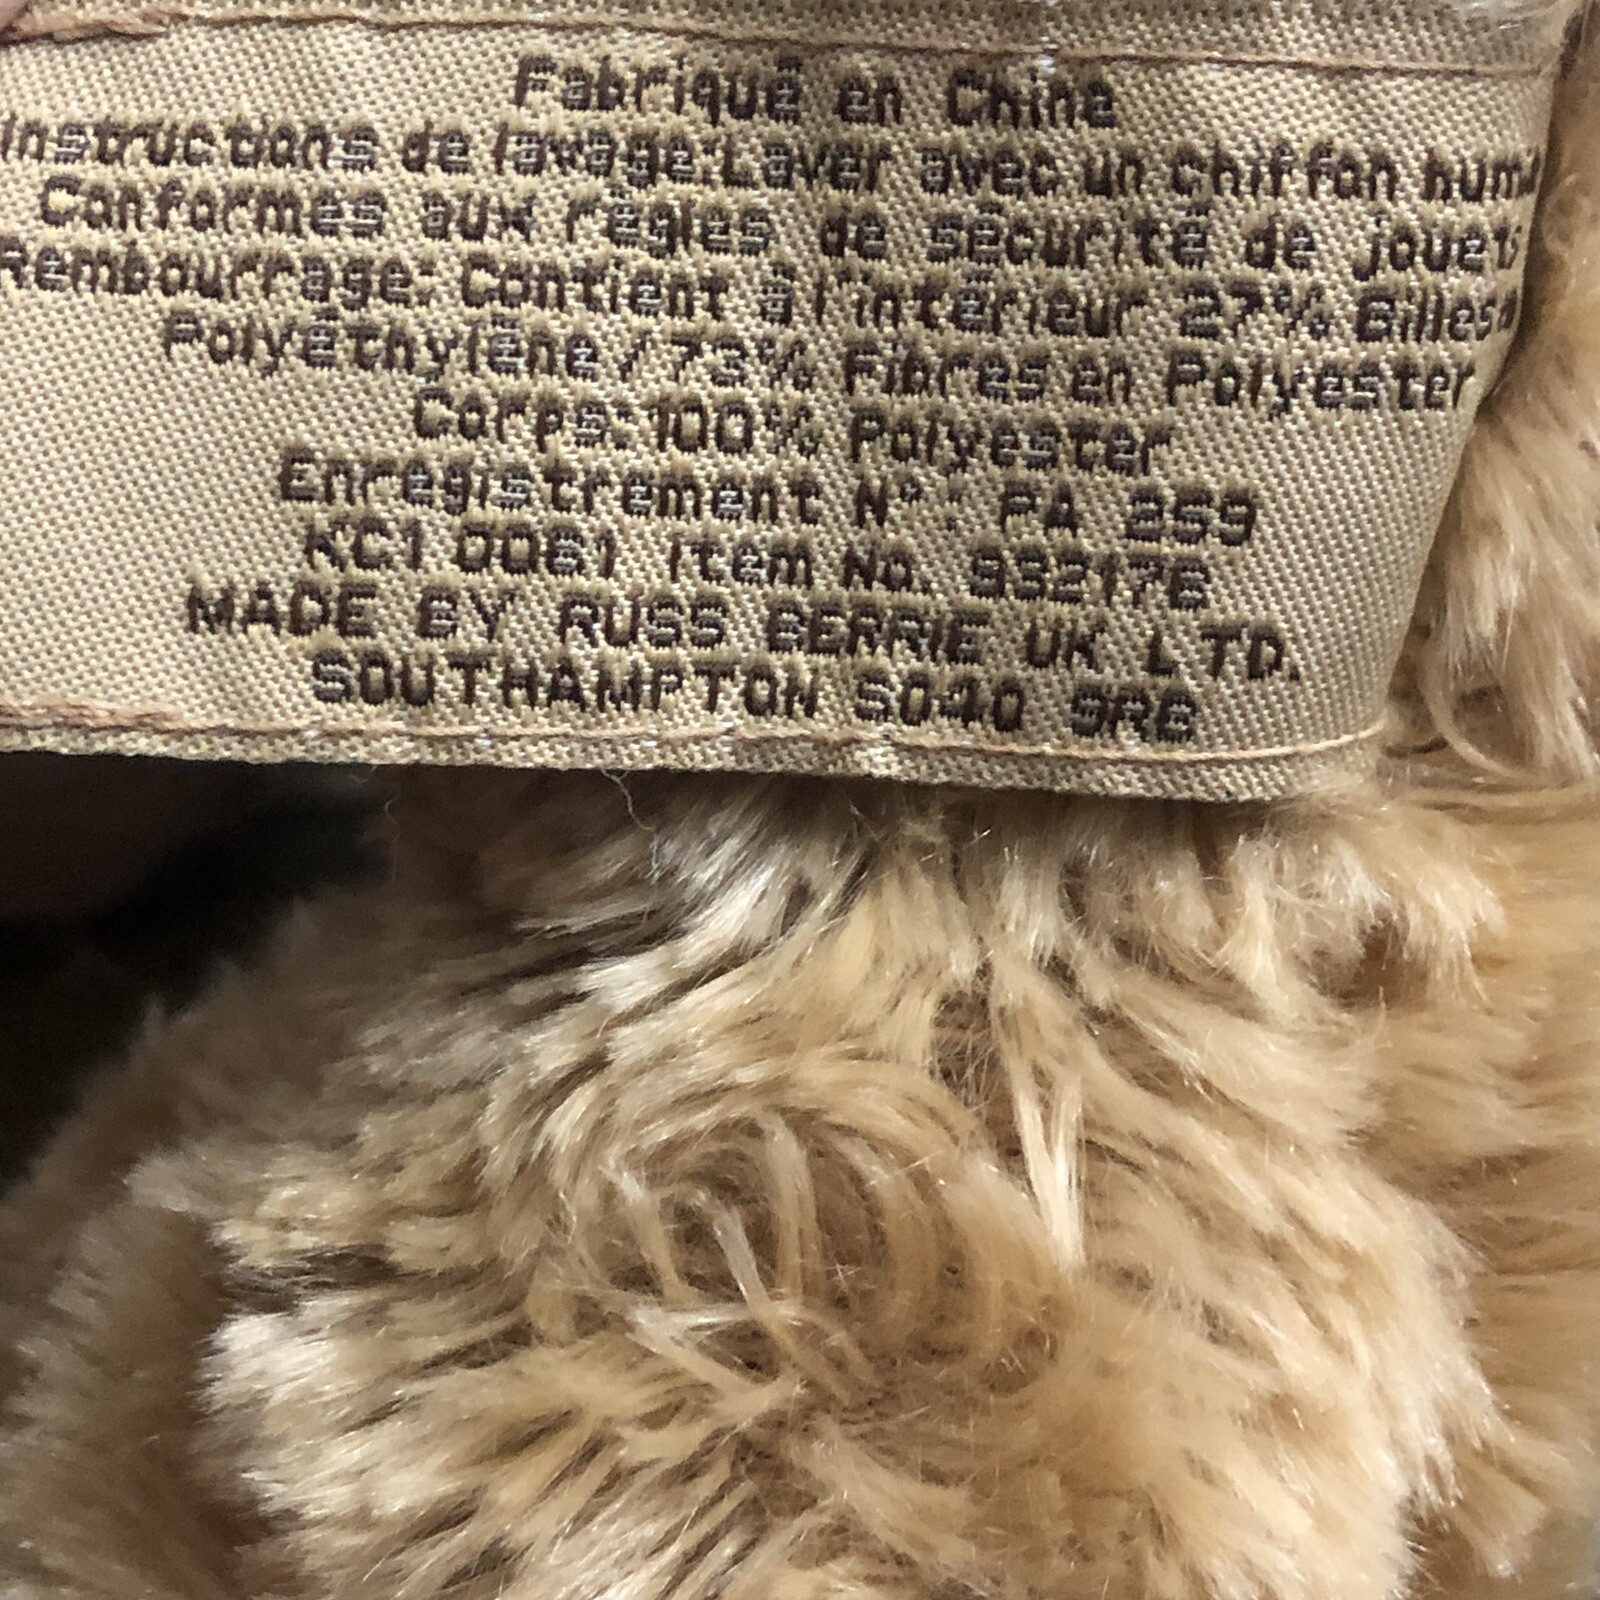 Fabriqué en Chine
Instructions de lavage:Laver avec un chiffon
Conformes aux règles de sécurité de jouets
Rembourrage: Contient à l'intérieur 27% Billes
Polyéthylène/73% Fibres en Polyester
Corps: 100% Polyester
Enregistrement N° : PA 259
KC1 0061 Item No. 932176
MADE BY RUSS BERRIE UK LTD.
SOUTHAMPTON SO40 9RB